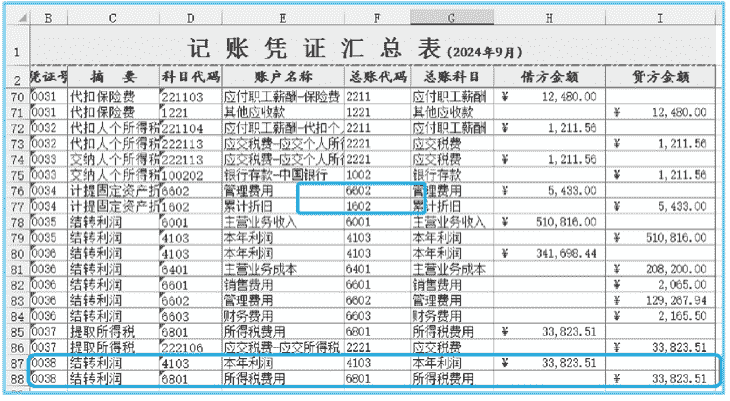 B C D E F G H I
1 记 账 凭 证 汇 总 表 (2024年9月)
2 凭证号 摘 要 科目代码 账户名称 总账代码 总账科目 借方金额 贷方金额
70 0031 代扣保险费 221103 应付职工薪酬-保险费 2211 应付职工薪酬 ¥ 12,480.00
71 0031 代扣保险费 1221 其他应收款 1221 其他应收款 ¥ 12,480.00
72 0032 代扣个人所得税 221104 应付职工薪酬-代扣个人 2211 应付职工薪酬 ¥ 1,211.56
73 0032 代扣人个所得税 222113 应交税费-应交个人所得 2221 应交税费 ¥ 1,211.56
74 0033 交纳人个所得税 222113 应交税费-应交个人所得 2221 应交税费 ¥ 1,211.56
75 0033 交纳人个所得税 100202 银行存款-中国银行 1002 银行存款 ¥ 1,211.56
76 0034 计提固定资产折 6602 管理费用 6602 管理费用 ¥ 5,433.00
77 0034 计提固定资产折 1602 累计折旧 1602 累计折旧 ¥ 5,433.00
78 0035 结转利润 6001 主营业务收入 6001 主营业务收入 ¥ 510,816.00
79 0035 结转利润 4103 本年利润 4103 本年利润 ¥ 510,816.00
80 0036 结转利润 4103 本年利润 4103 本年利润 ¥ 341,698.44
81 0036 结转利润 6401 主营业务成本 6401 主营业务成本 ¥ 208,200.00
82 0036 结转利润 6601 销售费用 6601 销售费用 ¥ 2,065.00
83 0036 结转利润 6602 管理费用 6602 管理费用 ¥ 129,267.94
84 0036 结转利润 6603 财务费用 6603 财务费用 ¥ 2,165.50
85 0037 提取所得税 6801 所得税费用 6801 所得税费用 ¥ 33,823.51
86 0037 提取所得税 222106 应交税费-应交所得税 2221 应交税费 ¥ 33,823.51
87 0038 结转利润 4103 本年利润 4103 本年利润 ¥ 33,823.51
88 0038 结转利润 6801 所得税费用 6801 所得税费用 ¥ 33,823.51